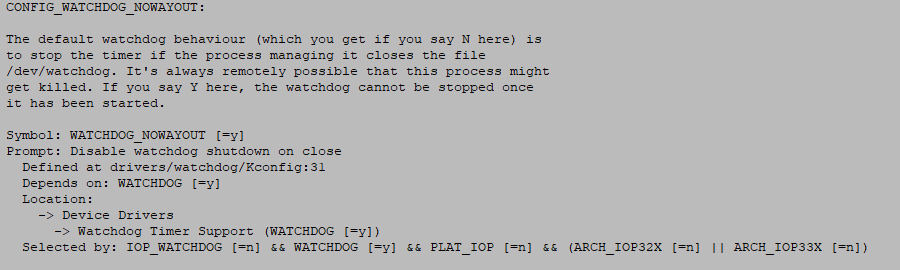 CONFIG_WATCHDOG_NOWAYOUT:

The default watchdog behaviour (which you get if you say N here) is
to stop the timer if the process managing it closes the file
/dev/watchdog. It's always remotely possible that this process might
get killed. If you say Y here, the watchdog cannot be stopped once
it has been started.

Symbol: WATCHDOG_NOWAYOUT [=y]
Prompt: Disable watchdog shutdown on close
  Defined at drivers/watchdog/Kconfig:31
  Depends on: WATCHDOG [=y]
  Location:
    -> Device Drivers
      -> Watchdog Timer Support (WATCHDOG [=y])
  Selected by: IOP_WATCHDOG [=n] && WATCHDOG [=y] && PLAT_IOP [=n] && (ARCH_IOP32X [=n] || ARCH_IOP33X [=n])